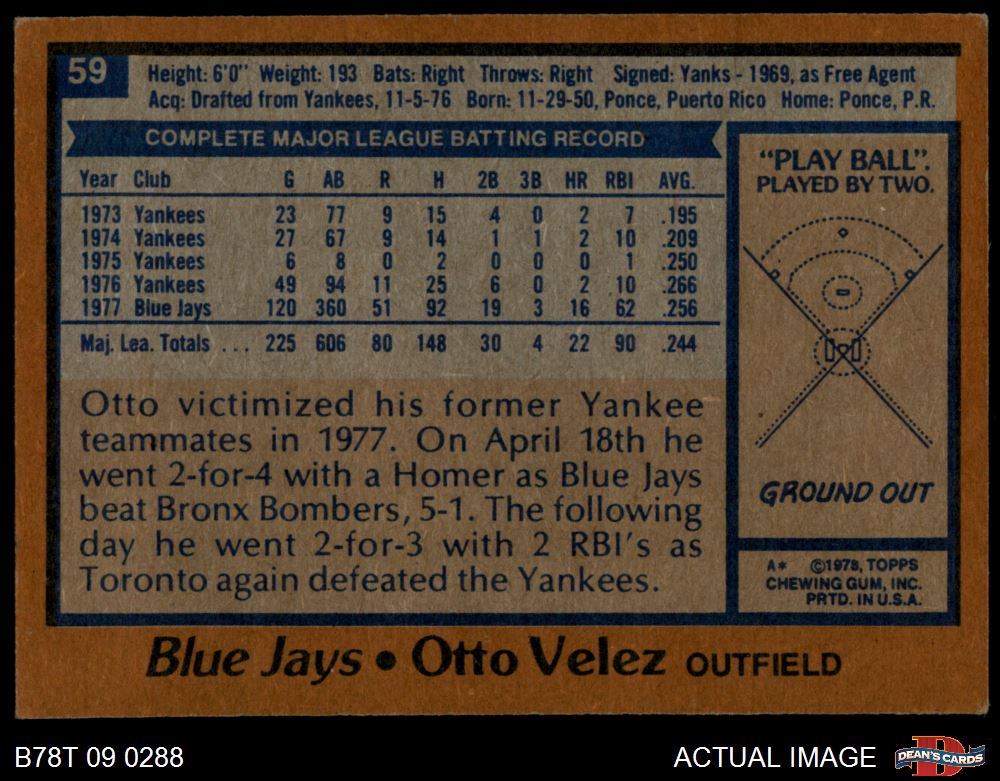 59
Height: 6'0" Weight: 193 Bats: Right Throws: Right Signed: Yanks - 1969, as Free Agent
Acq: Drafted from Yankees, 11-5-76 Born: 11-29-50, Ponce, Puerto Rico Home: Ponce, P.R.
COMPLETE MAJOR LEAGUE BATTING RECORD
Year Club G AB R H 2B 3B HR RBI AVG.
1973 Yankees 23 77 9 15 4 0 2 7 .195
1974 Yankees 27 67 9 14 1 1 2 10 .209
1975 Yankees 6 8 0 2 0 0 0 1 .250
1976 Yankees 49 94 11 25 6 0 2 10 .266
1977 Blue Jays 120 360 51 92 19 3 16 62 .256
Maj. Lea. Totals ... 225 606 80 148 30 4 22 90 .244
Otto victimized his former Yankee
teammates in 1977. On April 18th he
went 2-for-4 with a Homer as Blue Jays
beat Bronx Bombers, 5-1. The following
day he went 2-for-3 with 2 RBI's as
Toronto again defeated the Yankees.
"PLAY BALL".
PLAYED BY TWO.
GROUND OUT
A* ©1978, TOPPS
CHEWING GUM, INC.
PRTD. IN U.S.A.
Blue Jays • Otto Velez OUTFIELD
B78T 09 0288
ACTUAL IMAGE
D
DEAN'S CARDS